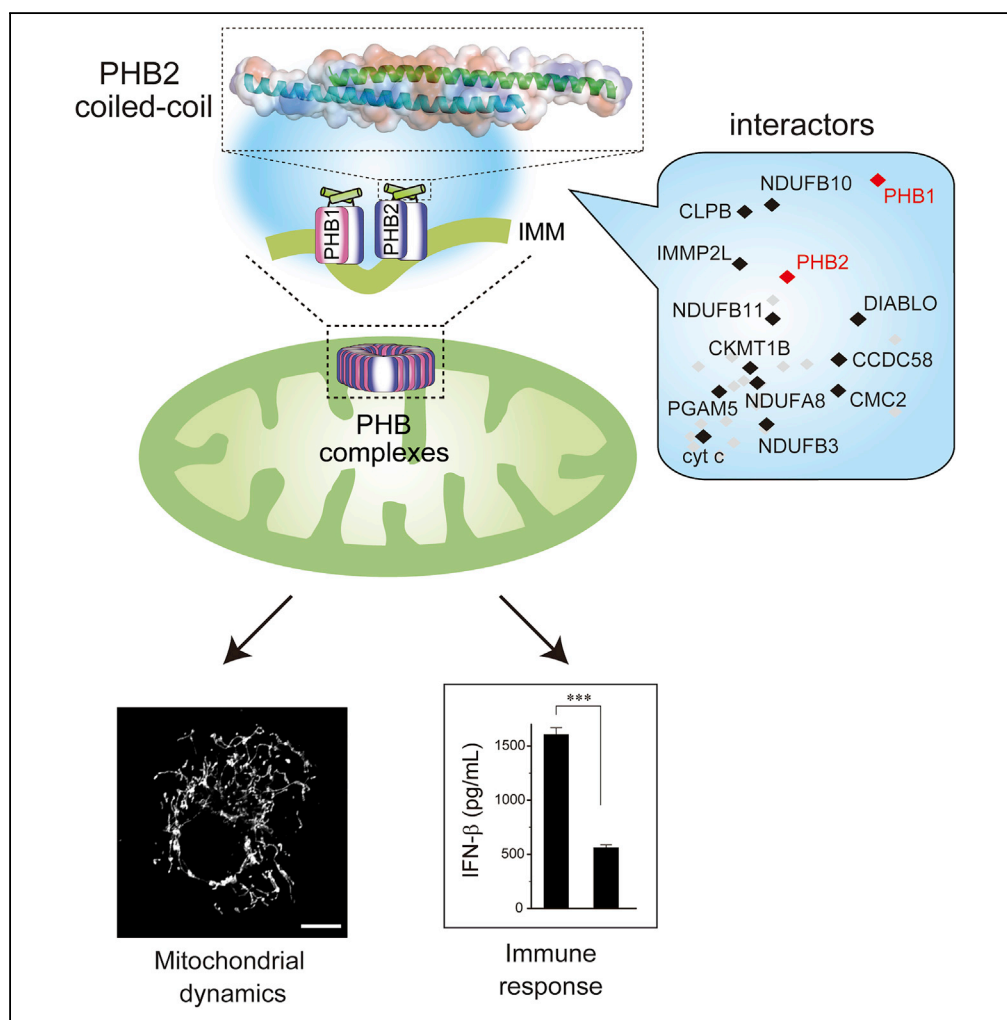 PHB2
coiled-coil
PHB1
PHB2
IMM
interactors
NDUFB10
PHB1
CLPB
IMMP2L
PHB2
NDUFB11
DIABLO
CKMT1B
CCDC58
PGAM5
NDUFA8
CMC2
NDUFB3
cyt c
PHB
complexes
Mitochondrial
dynamics
***
1500
1000
500
0
IFN-β (pg/mL)
Immune
response